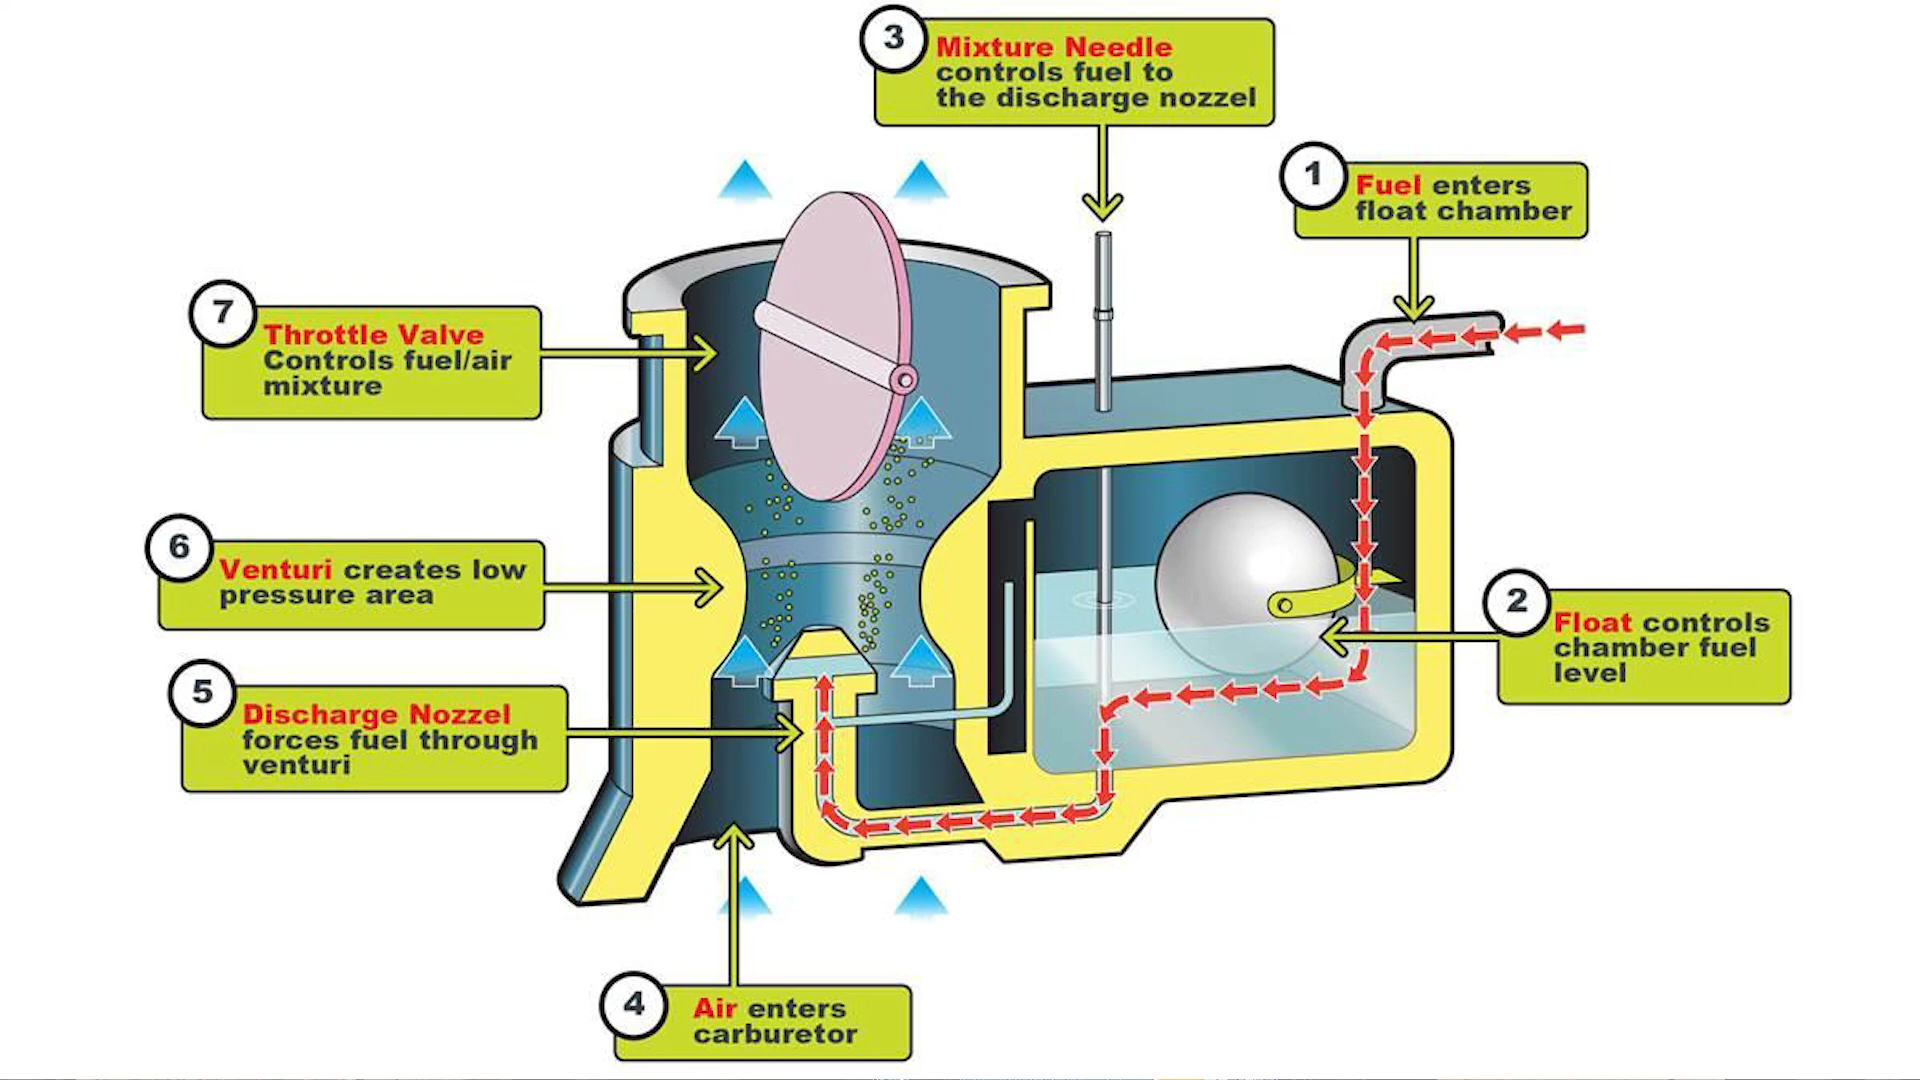 1
Fuel enters
float chamber
2
Float controls
chamber fuel
level
3
Mixture Needle
controls fuel to
the discharge nozzel
4
Air enters
carburetor
5
Discharge Nozzel
forces fuel through
venturi
6
Venturi creates low
pressure area
7
Throttle Valve
Controls fuel/air
mixture